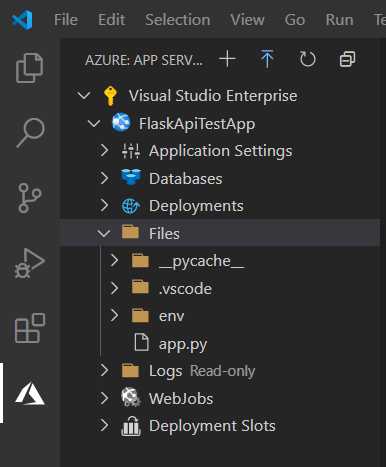 File Edit Selection View Go Run
AZURE: APP SERV...
Visual Studio Enterprise
FlaskApiTestApp
Application Settings
Databases
Deployments
Files
__pycache__
.vscode
env
app.py
Logs Read-only
WebJobs
Deployment Slots